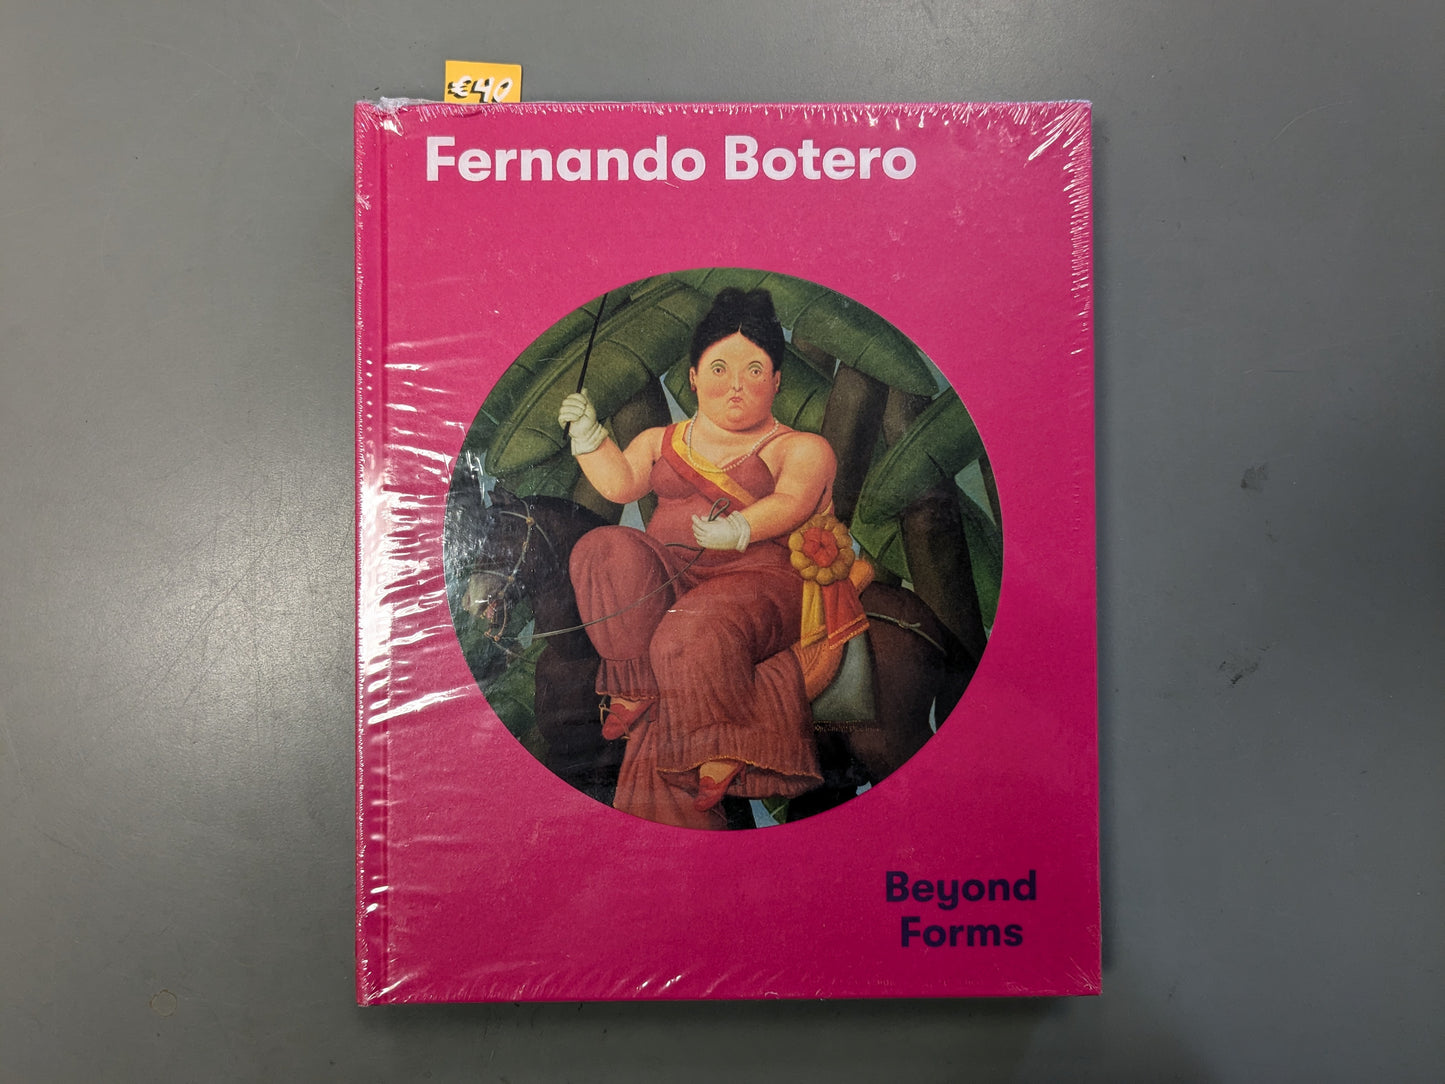 €40
Fernando Botero
Beyond
Forms